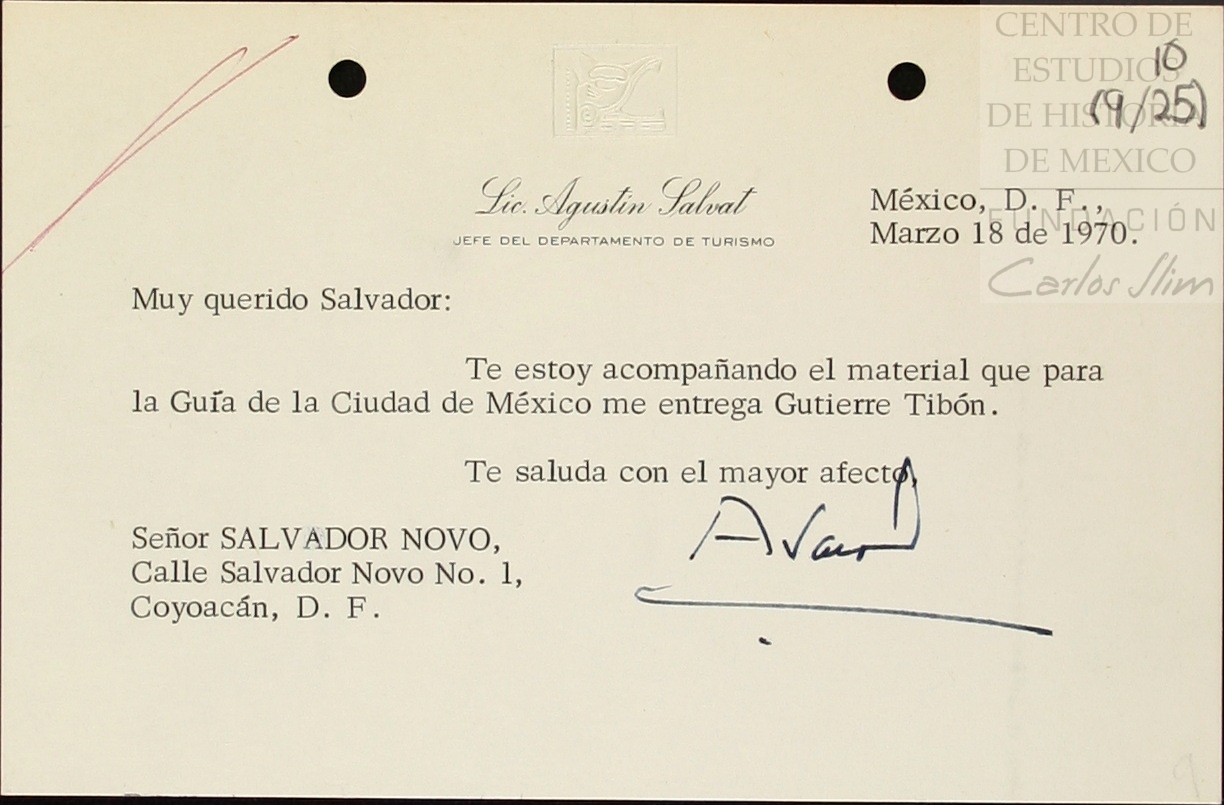 CENTRO DE
ESTUDIOS
DE HISTORIA
DE MEXICO
FUNDACIÓN
Carlos Slim
10
(9/25)
Lic. Agustín Salvat
JEFE DEL DEPARTAMENTO DE TURISMO
México, D. F.,
Marzo 18 de 1970.
Muy querido Salvador:
Te estoy acompañando el material que para
la Guía de la Ciudad de México me entrega Gutierre Tibón.
Te saluda con el mayor afecto,
Señor SALVADOR NOVO,
Calle Salvador Novo No. 1,
Coyoacán, D. F.
9